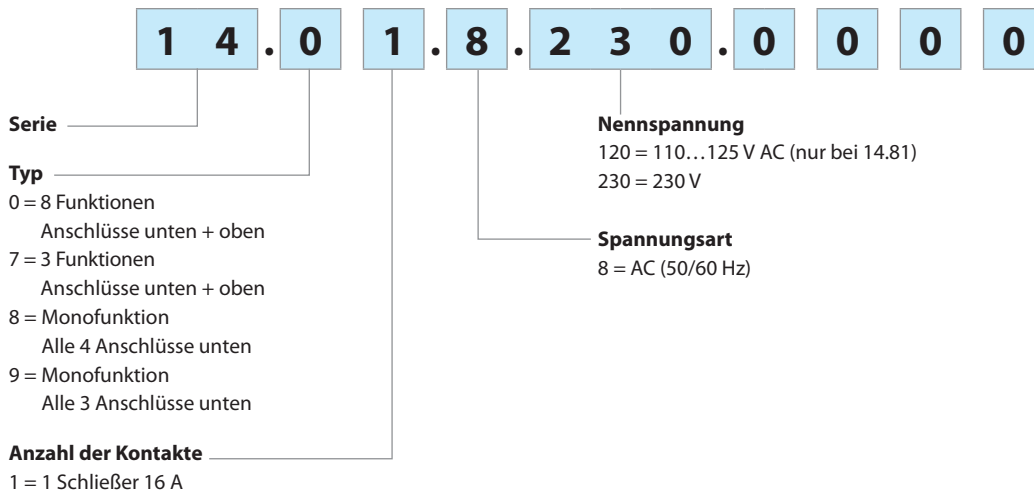 1 4 . 0 1 . 8 . 2 3 0 . 0 0 0 0
Serie
Typ
0 = 8 Funktionen
Anschlüsse unten + oben
7 = 3 Funktionen
Anschlüsse unten + oben
8 = Monofunktion
Alle 4 Anschlüsse unten
9 = Monofunktion
Alle 3 Anschlüsse unten
Anzahl der Kontakte
1 = 1 Schließer 16 A
Nennspannung
120 = 110…125 V AC (nur bei 14.81)
230 = 230 V
Spannungsart
8 = AC (50/60 Hz)